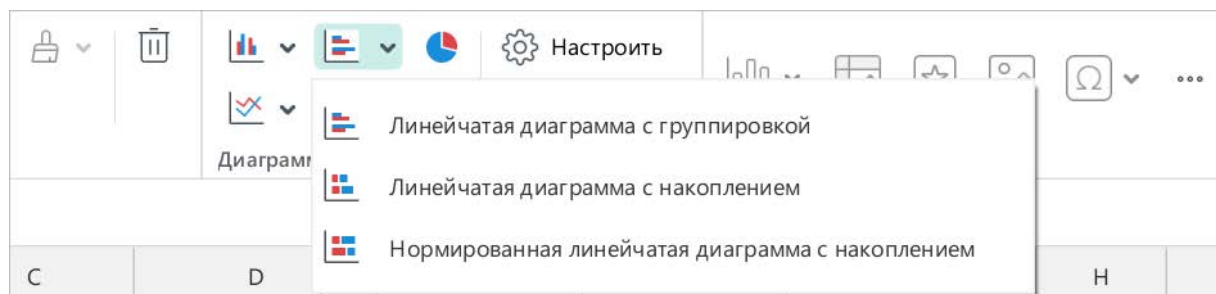 Настроить
Линейчатая диаграмма с группировкой
Диаграмм
Линейчатая диаграмма с накоплением
Нормированная линейчатая диаграмма с накоплением
C D H